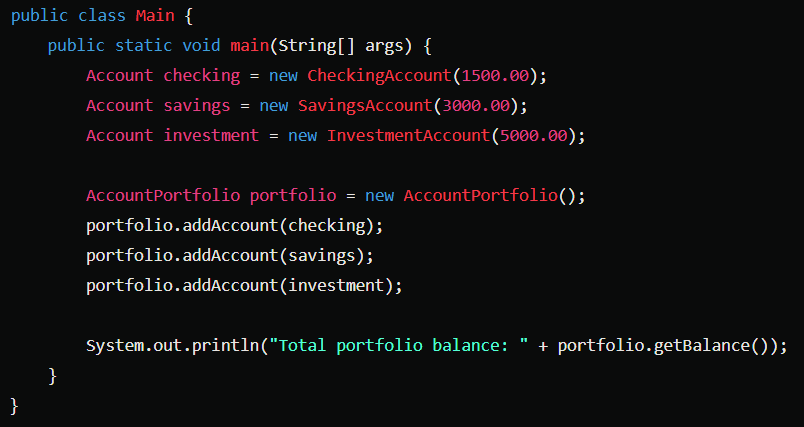 public class Main {
    public static void main(String[] args) {
        Account checking = new CheckingAccount(1500.00);
        Account savings = new SavingsAccount(3000.00);
        Account investment = new InvestmentAccount(5000.00);

        AccountPortfolio portfolio = new AccountPortfolio();
        portfolio.addAccount(checking);
        portfolio.addAccount(savings);
        portfolio.addAccount(investment);

        System.out.println("Total portfolio balance: " + portfolio.getBalance());
    }
}